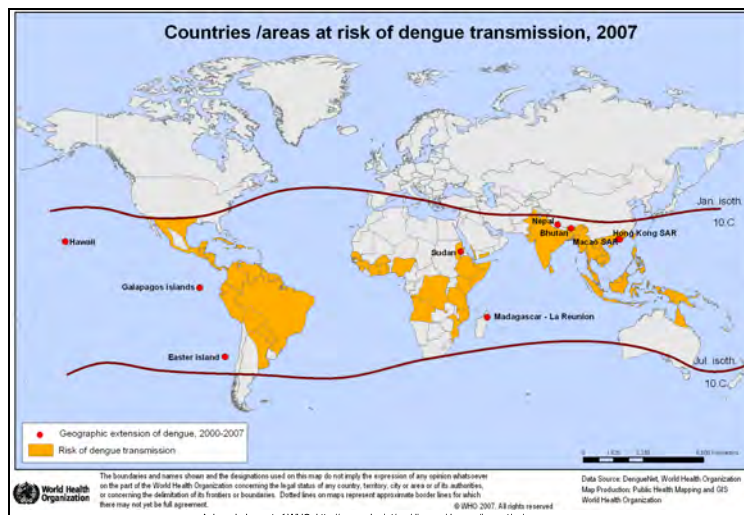 Countries /areas at risk of dengue transmission, 2007
Jan. isoth.
10.C.
Nepal
Bhutan
Hong Kong SAR
Macao SAR
Hawaii
Sudan
Galapagos islands
Madagascar - La Reunion
Easter island
Jul. isoth.
10.C.
Geographic extension of dengue, 2000-2007
Risk of dengue transmission
World Health
Organization
The boundaries and names shown and the designations used on this map do not imply the expression of any opinion whatsoever
on the part of the World Health Organization concerning the legal status of any country, territory, city or area or of its authorities,
or concerning the delimitation of its frontiers or boundaries. Dotted lines on maps represent approximate border lines for which
there may not yet be full agreement.
© WHO 2007. All rights reserved
Data Source: DengueNet, World Health Organization
Map Production: Public Health Mapping and GIS
World Health Organization